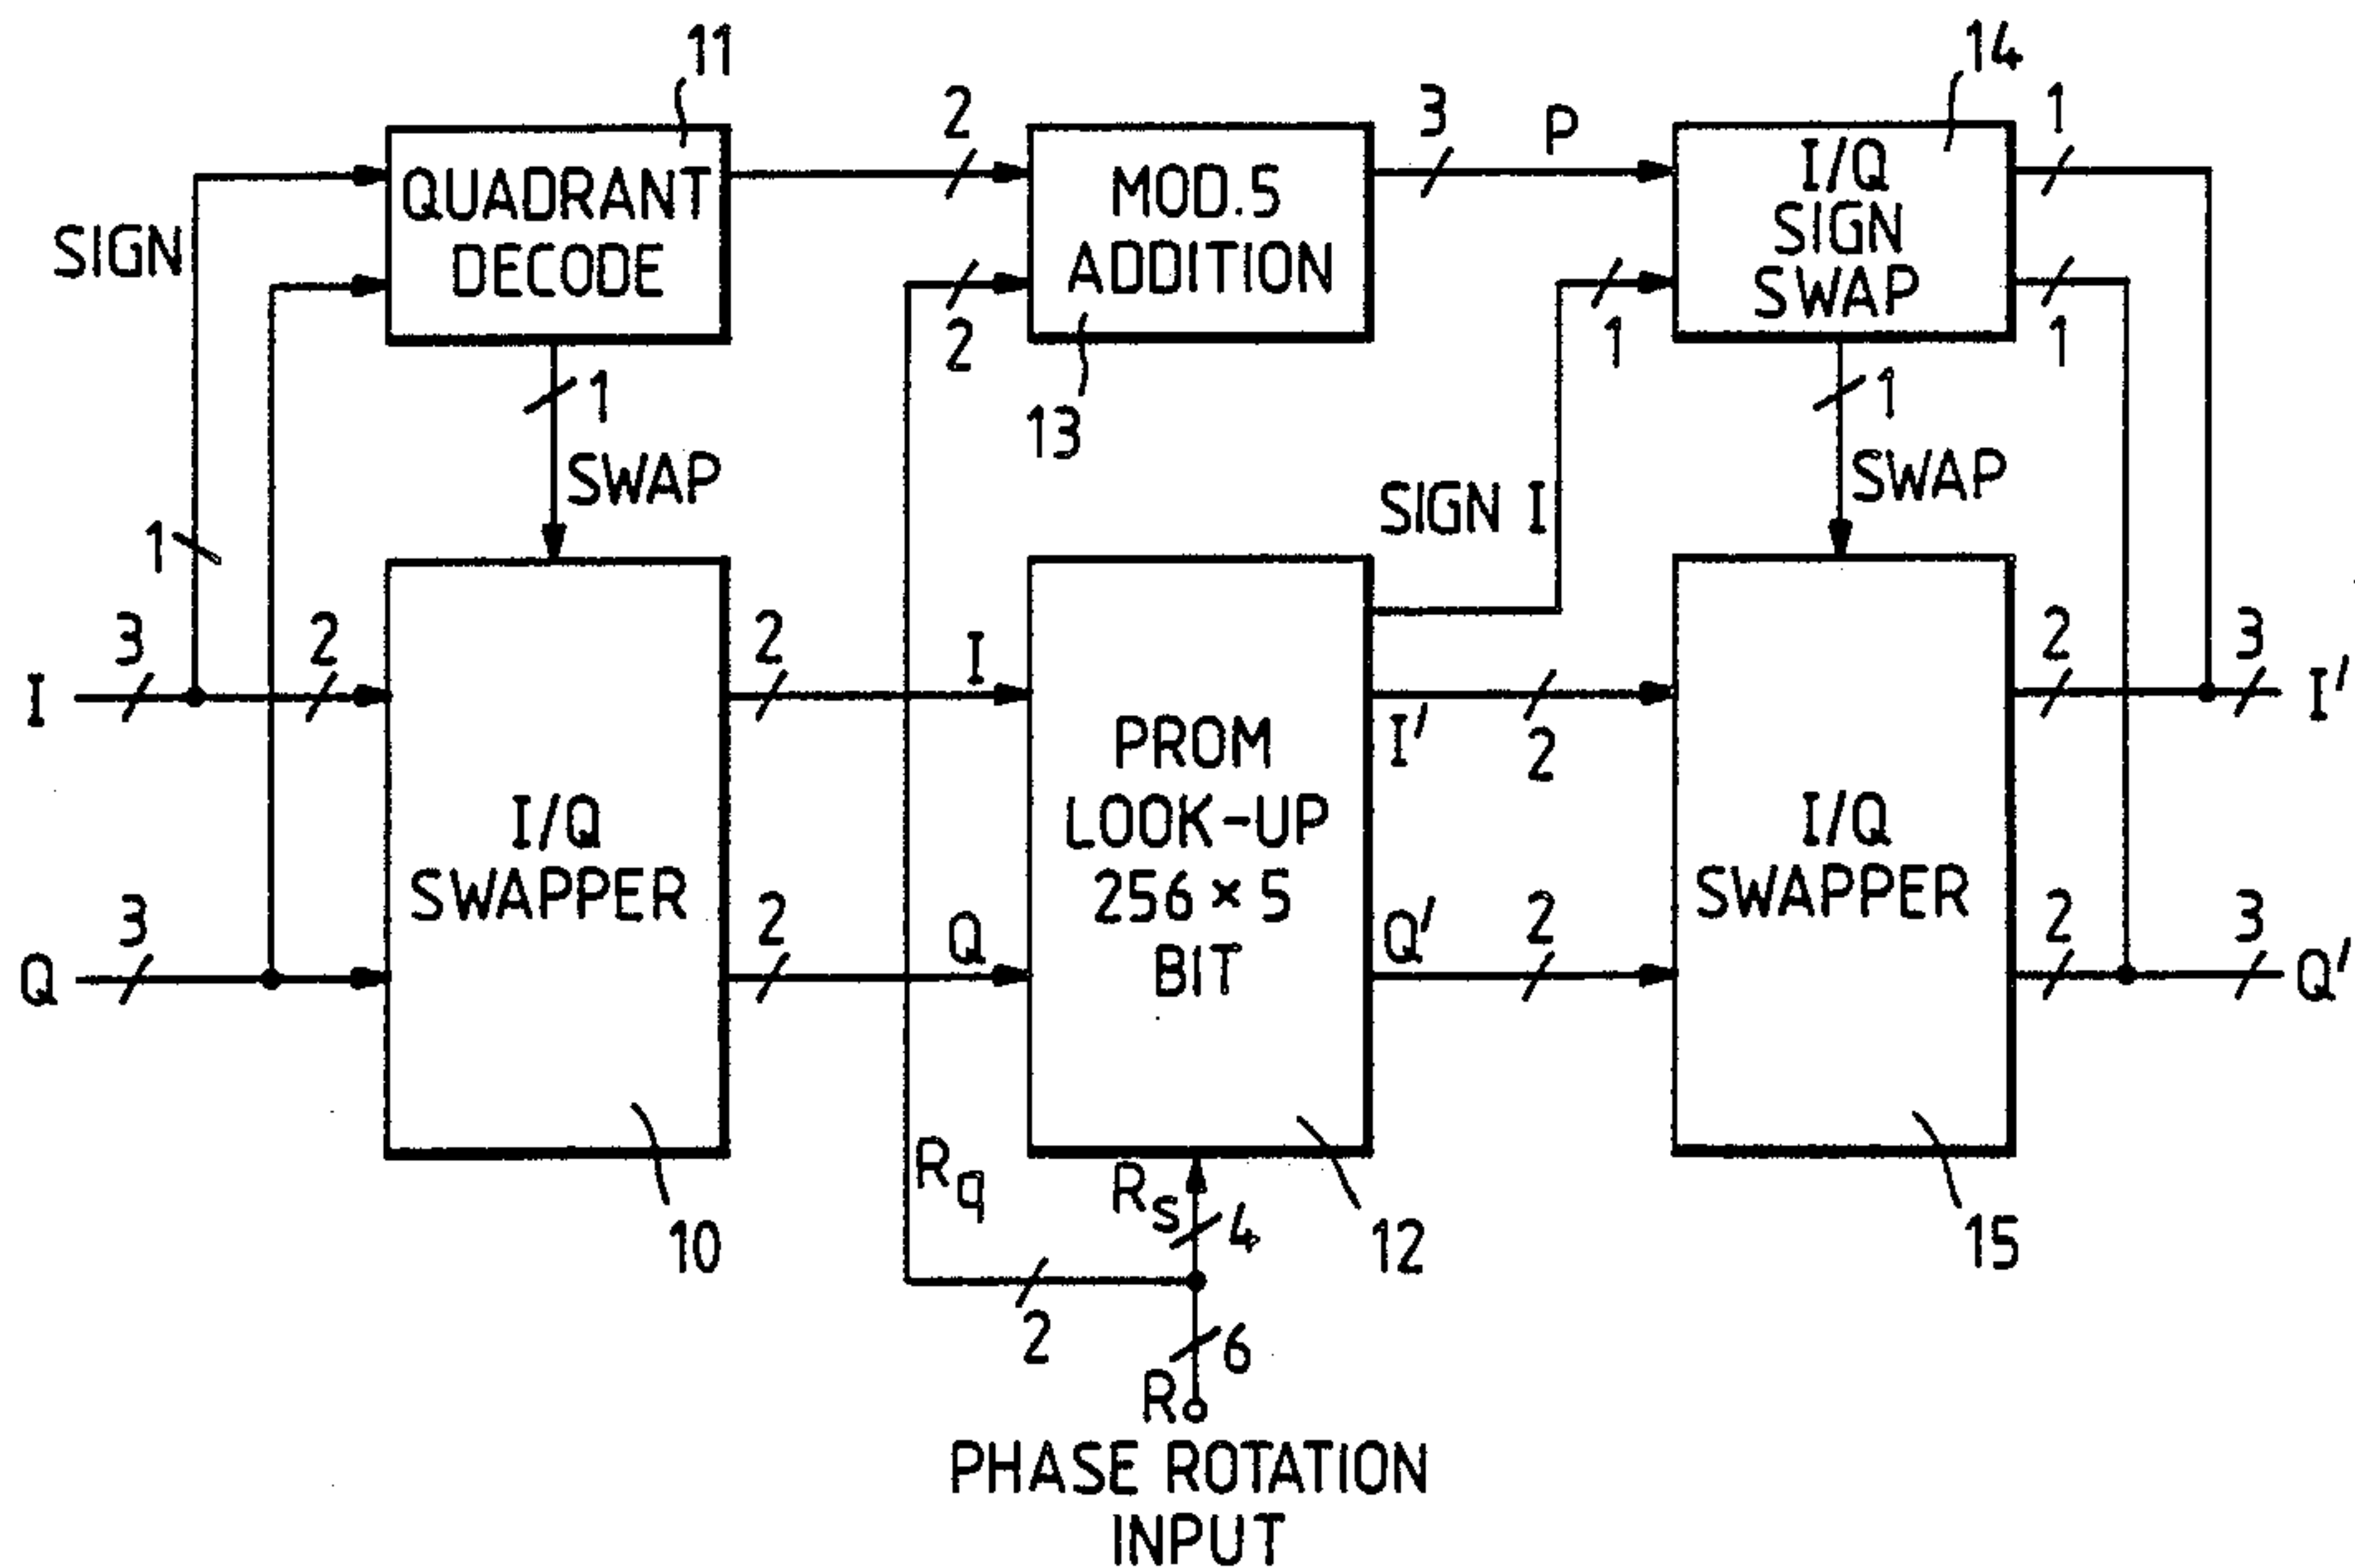 11
14
2
3
P
1
QUADRANT
DECODE
MOD.5
ADDITION
I/Q
SIGN
SWAP
SIGN
2
1
1
1
1
13
SWAP
SIGN I
SWAP
1
3
2
2
I
2
3
I
I'
I'
2
PROM
LOOK-UP
256 × 5
BIT
I/Q
SWAPPER
I/Q
SWAPPER
3
2
Q
Q'
2
2
3
Q
Q'
Rq
Rs
4
10
12
15
2
6
R
PHASE ROTATION
INPUT